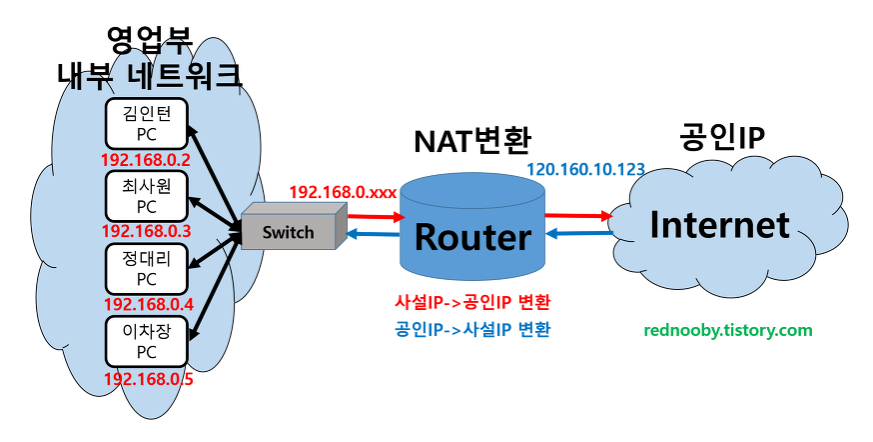 영업부
내부 네트워크
김인턴
PC
192.168.0.2
최사원
PC
192.168.0.3
정대리
PC
192.168.0.4
이차장
PC
192.168.0.5
192.168.0.xxx
Switch
NAT변환
Router
사설IP->공인IP 변환
공인IP->사설IP 변환
공인IP
120.160.10.123
Internet
rednooby.tistory.com